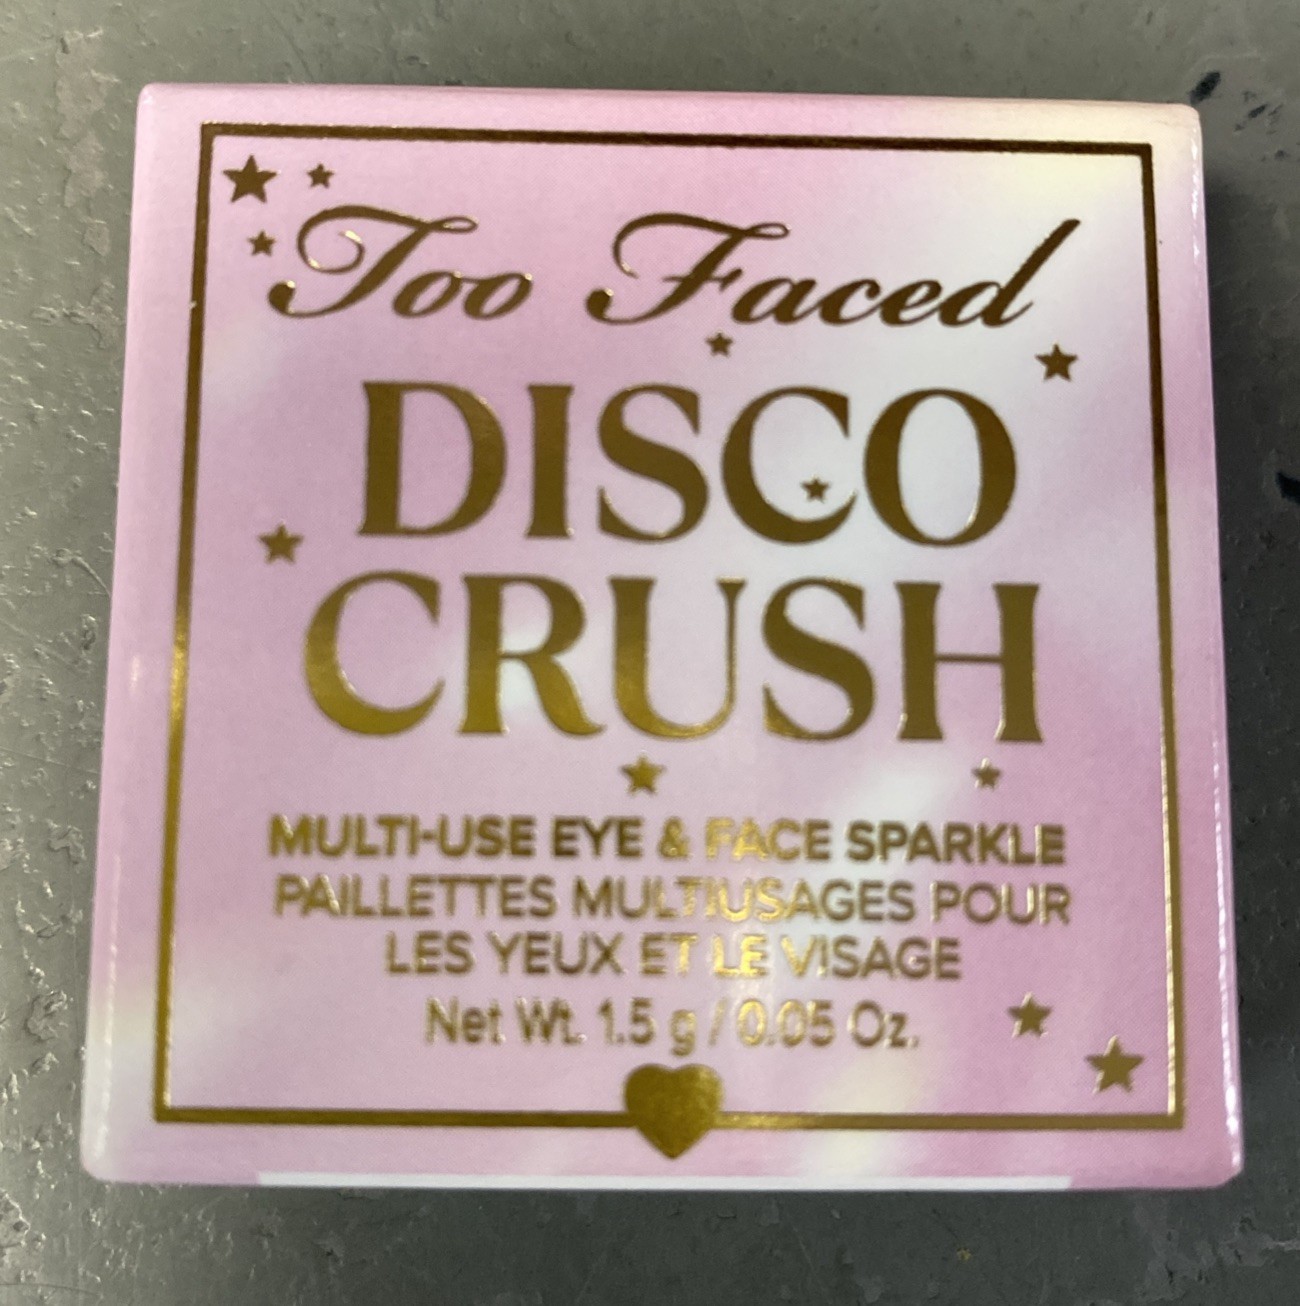 Too Faced
DISCO
CRUSH
MULTI-USE EYE & FACE SPARKLE
PAILLETTES MULTIUSAGES POUR
LES YEUX ET LE VISAGE
Net Wt. 1.5 g / 0.05 Oz.